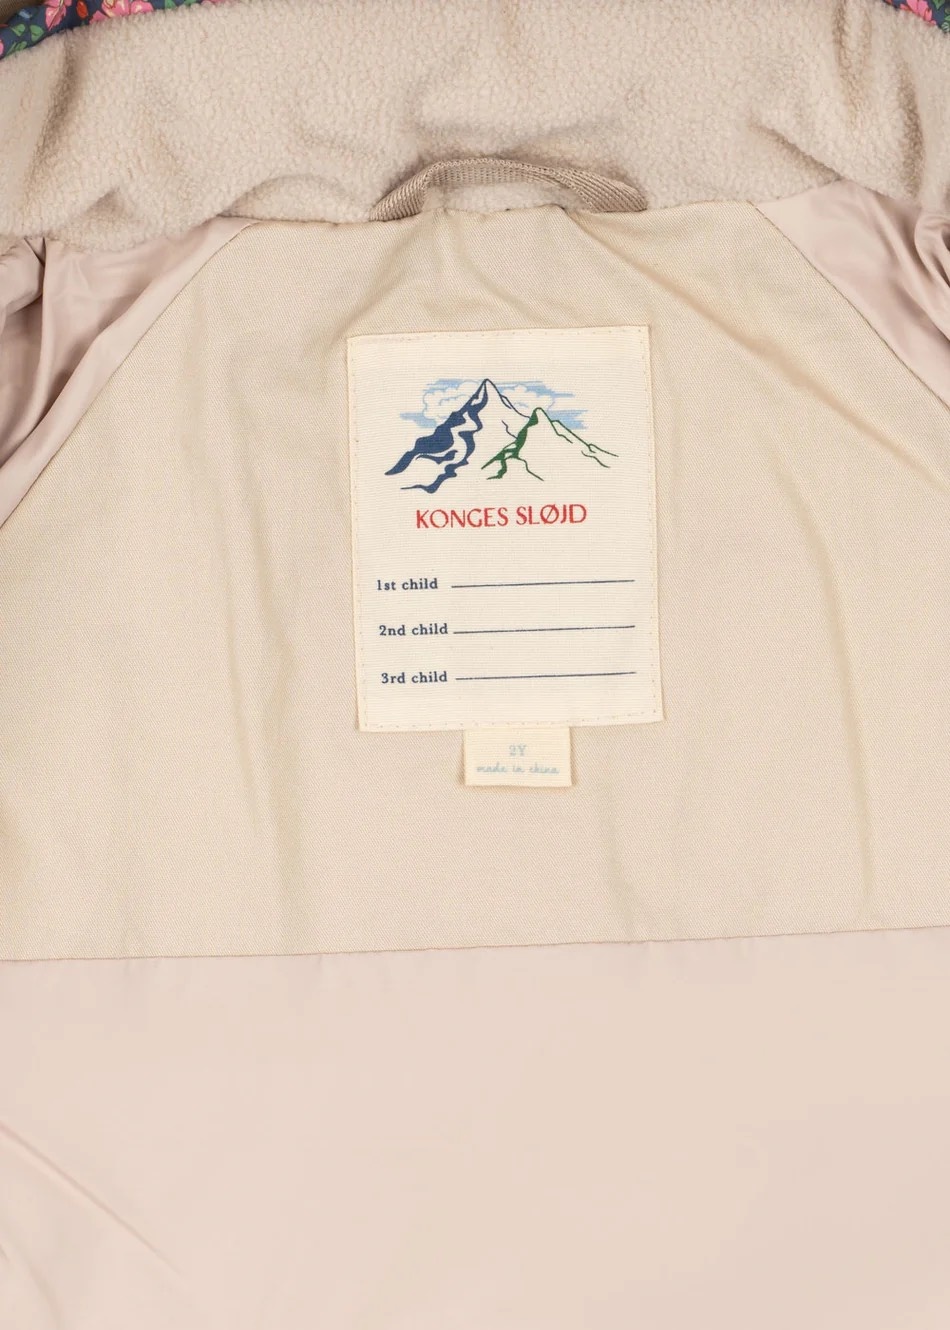 KONGES SLØJD
1st child
2nd child
3rd child
2Y
made in china